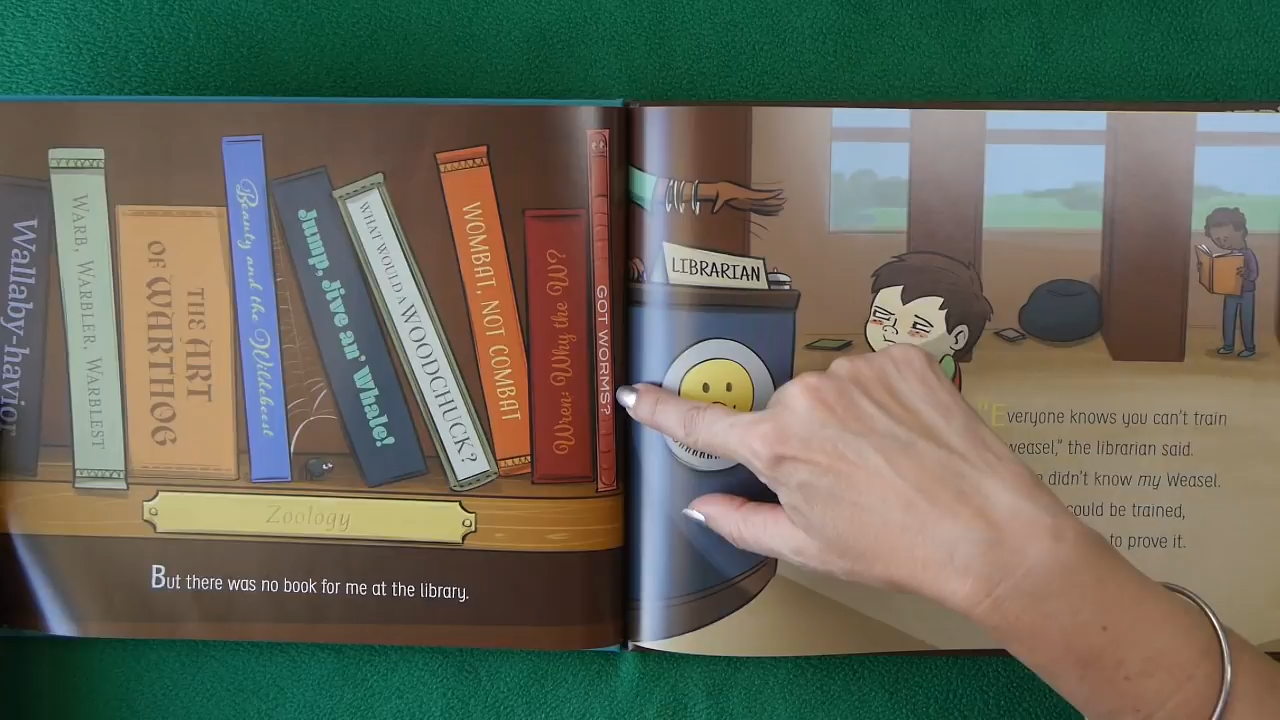 Wallaby-havior
WARB, WARBLER, WARBLEST
THE ART
OF WARTHOG
Beauty and the Wildebeest
Jump, Jive an' Whale!
WHAT WOULD A WOODCHUCK?
WOMBAT, NOT COMBAT
Wren: Why the W?
GOT WORMS?
Zoology
But there was no book for me at the library.
LIBRARIAN
"Everyone knows you can't train
weasel," the librarian said.
didn't know my Weasel.
could be trained,
to prove it.